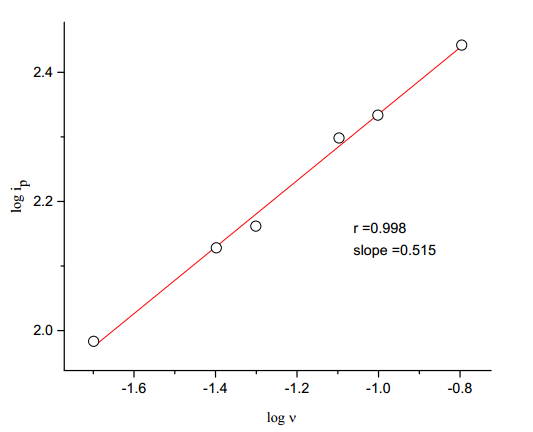 2.4
2.2
2.0
log ip
r =0.998
slope =0.515
-1.6 -1.4 -1.2 -1.0 -0.8
log ν